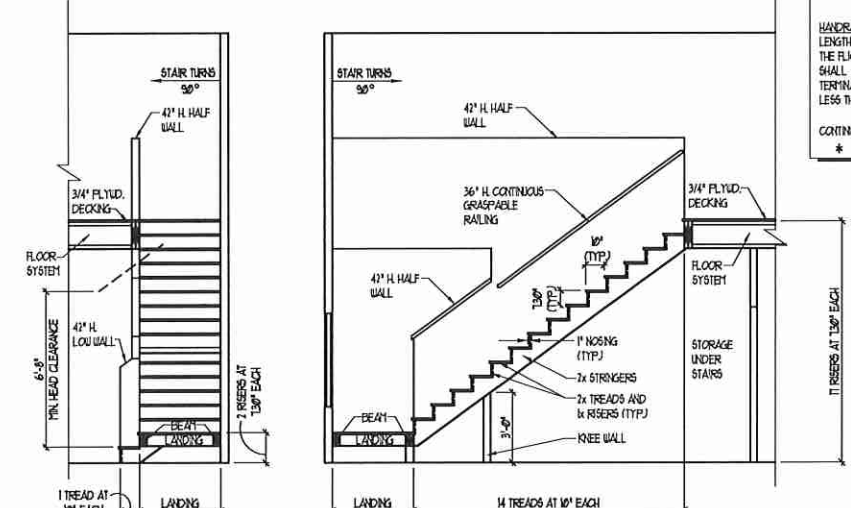 STAIR TURNS
90°
42" H. HALF
WALL
3/4" PLYWD.
DECKING
FLOOR
SYSTEM
42" H.
LOW WALL
6'-8"
MIN. HEAD CLEARANCE
BEAM
LANDING
2 RISERS AT
7.30" EACH
1 TREAD AT
EACH
LANDING
STAIR TURNS
90°
42" H. HALF
WALL
36" H. CONTINUOUS
GRASPABLE
RAILING
10"
(TYP.)
7.30"
(TYP.)
42" H. HALF
WALL
1" NOSING
(TYP.)
2x STRINGERS
2x TREADS AND
1x RISERS (TYP.)
KNEE WALL
3'-0"
BEAM
LANDING
LANDING
14 TREADS AT 10" EACH
3/4" PLYWD.
DECKING
FLOOR
SYSTEM
STORAGE
UNDER
STAIRS
RISERS AT 7.30" EACH
HANDRA
LENGTH
THE FLI
SHALL
TERMINA
LESS TH
CONTIN
*